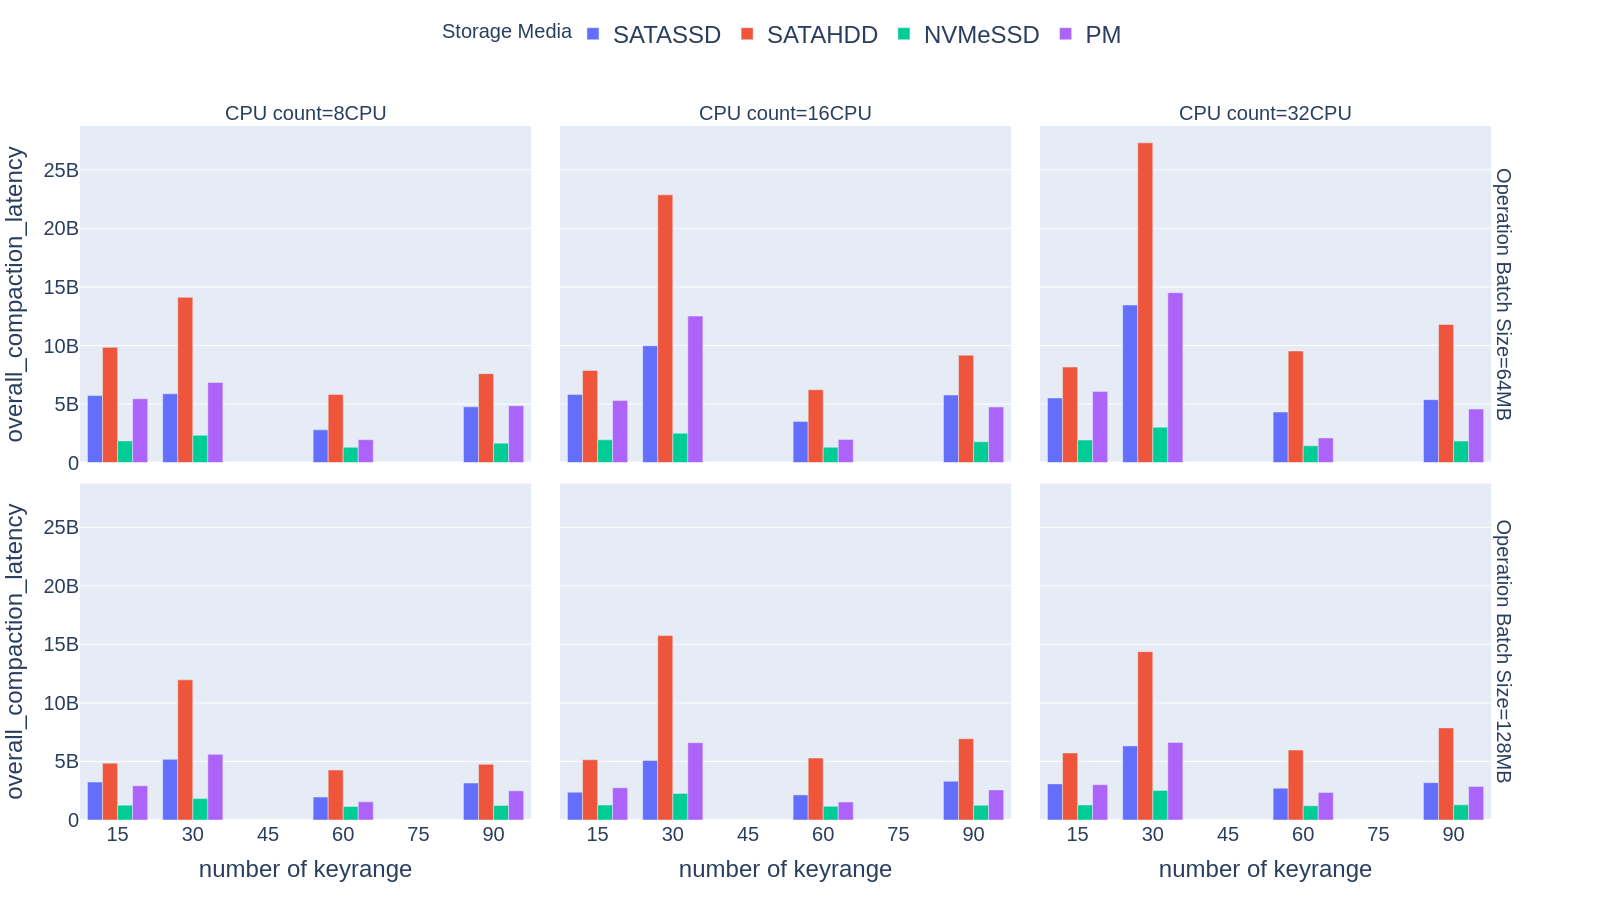 Storage Media SATASSD SATAHDD NVMeSSD PM
CPU count=8CPU CPU count=16CPU CPU count=32CPU
overall_compaction_latency
25B
20B
15B
10B
5B
0
Operation Batch Size=64MB
overall_compaction_latency
25B
20B
15B
10B
5B
0
Operation Batch Size=128MB
15 30 45 60 75 90 15 30 45 60 75 90 15 30 45 60 75 90
number of keyrange number of keyrange number of keyrange